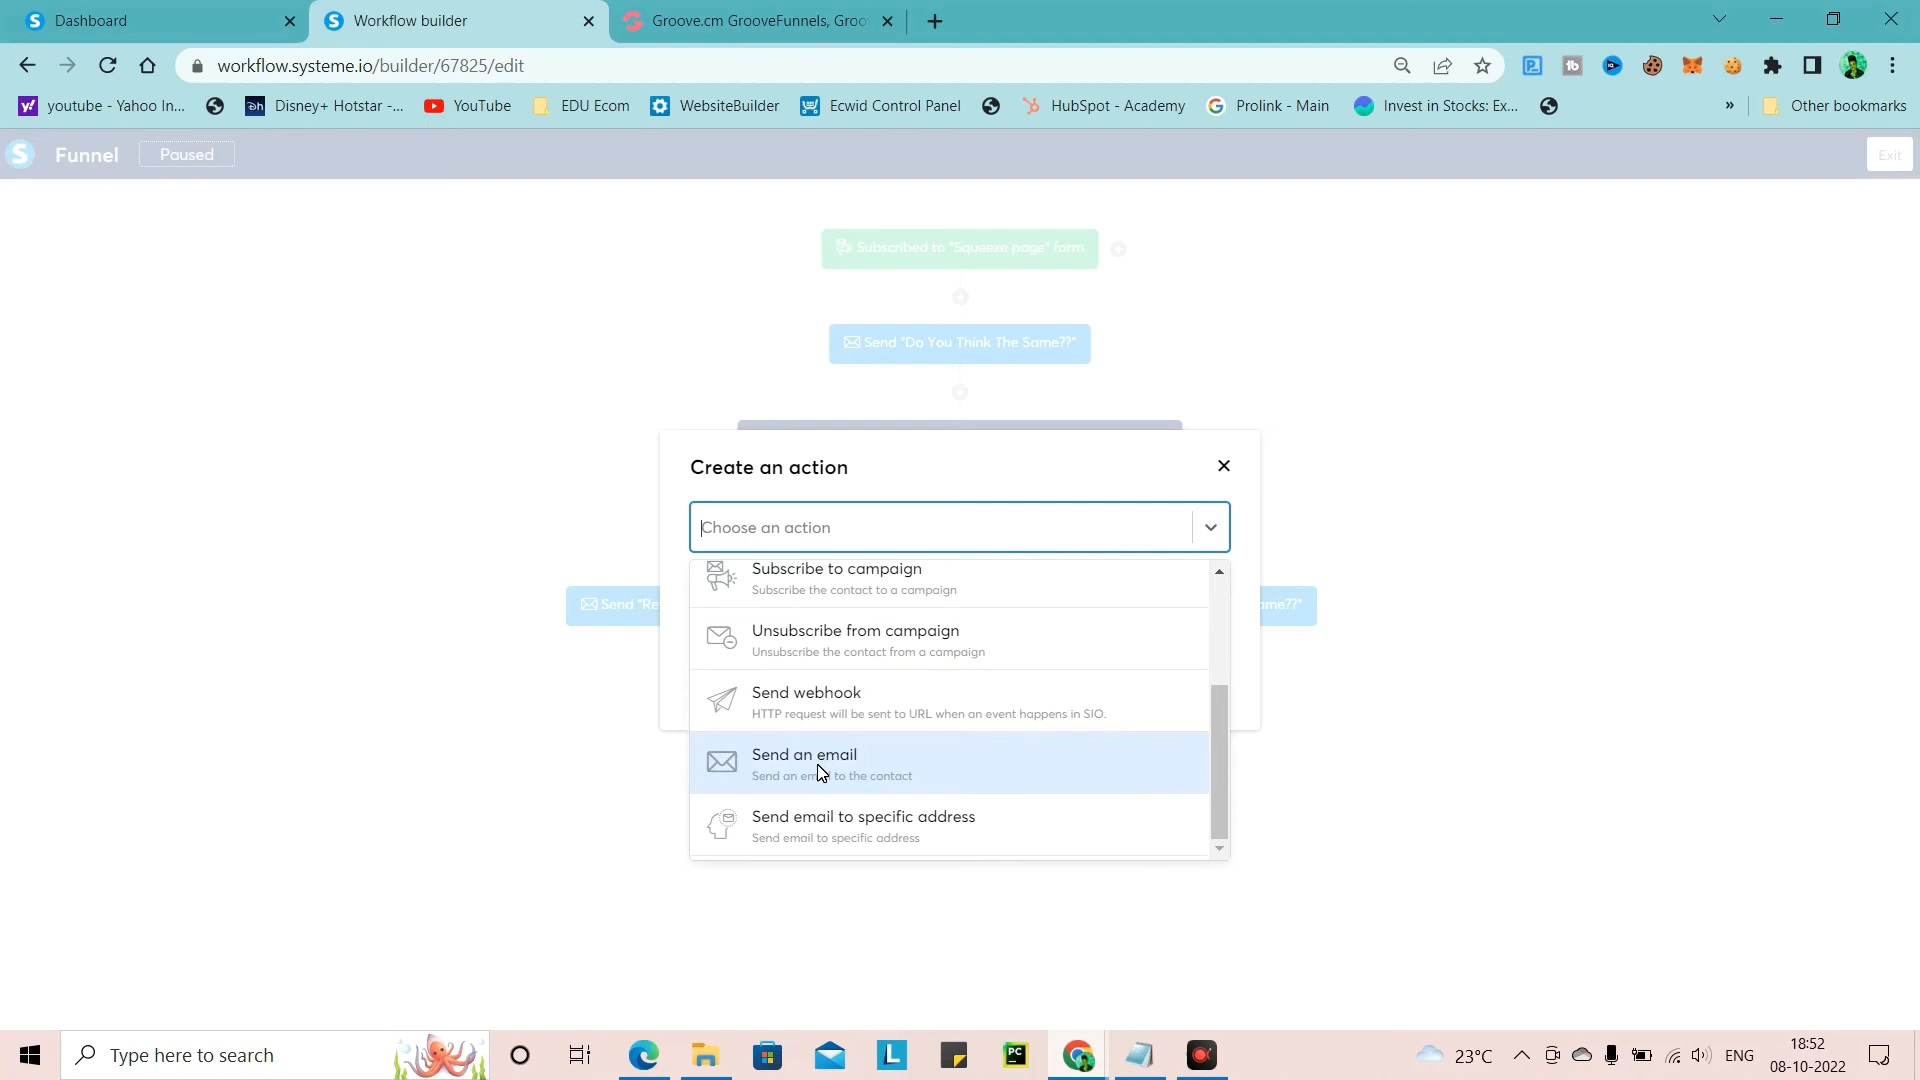 Dashboard
Workflow builder
Groove.cm GrooveFunnels, Groo
workflow.systeme.io/builder/67825/edit
youtube - Yahoo In...
Disney+ Hotstar -...
YouTube
EDU Ecom
WebsiteBuilder
Ecwid Control Panel
HubSpot - Academy
Prolink - Main
Invest in Stocks: Ex...
»
Other bookmarks
S
Funnel
Paused
Exit
Subscribed to "Squeeze page" form
Send "Do You Think The Same??"
Create an action
Choose an action
Subscribe to campaign
Subscribe the contact to a campaign
Send "Re
ame??"
Unsubscribe from campaign
Unsubscribe the contact from a campaign
Send webhook
HTTP request will be sent to URL when an event happens in SIO.
Send an email
Send an em to the contact
Send email to specific address
Send email to specific address
Type here to search
23°C
ENG
18:52
08-10-2022